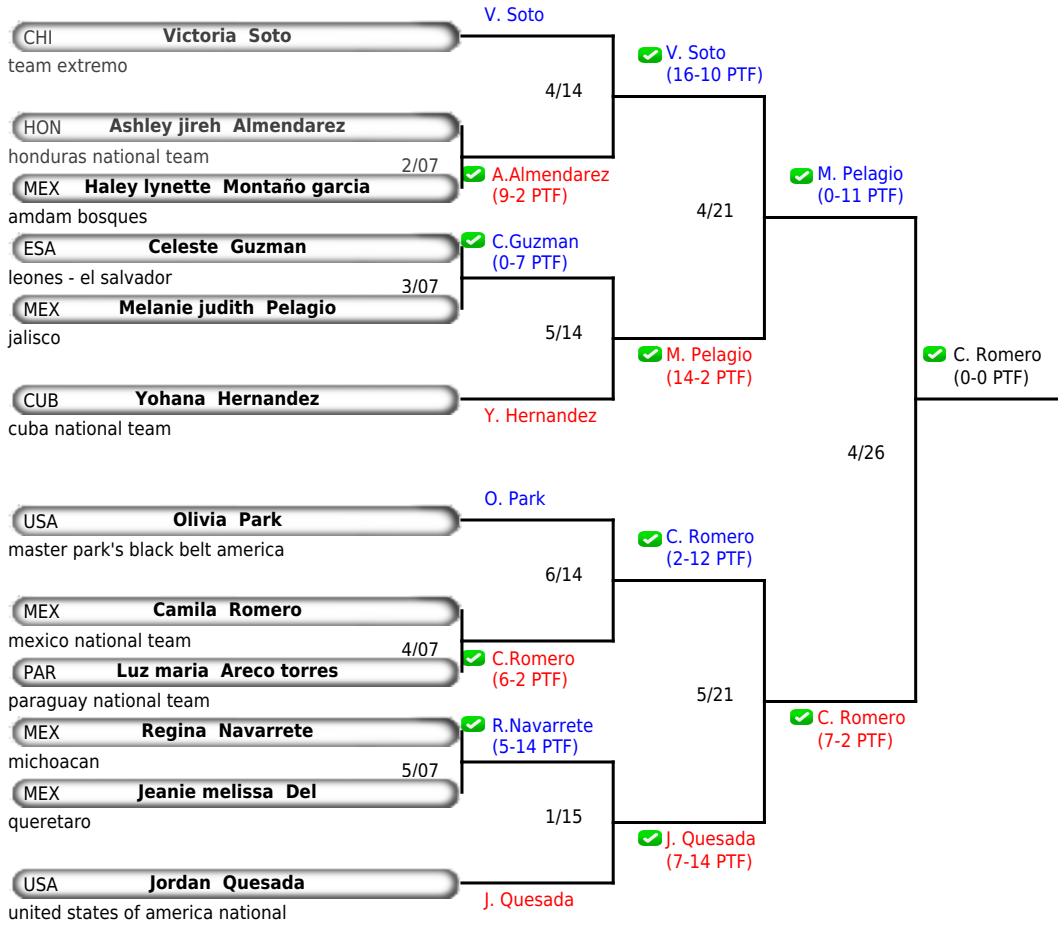 V. Soto
CHI Victoria Soto
team extremo
V. Soto
(16-10 PTF)
4/14
HON Ashley jireh Almendarez
honduras national team
2/07
A.Almendarez
(9-2 PTF)
MEX Haley lynette Montaño garcia
amdam bosques
M. Pelagio
(0-11 PTF)
4/21
ESA Celeste Guzman
leones - el salvador
C.Guzman
(0-7 PTF)
3/07
MEX Melanie judith Pelagio
jalisco
5/14
M. Pelagio
(14-2 PTF)
C. Romero
(0-0 PTF)
CUB Yohana Hernandez
cuba national team
Y. Hernandez
4/26
O. Park
USA Olivia Park
master park's black belt america
C. Romero
(2-12 PTF)
6/14
MEX Camila Romero
mexico national team
4/07
C.Romero
(6-2 PTF)
PAR Luz maria Areco torres
paraguay national team
5/21
C. Romero
(7-2 PTF)
MEX Regina Navarrete
michoacan
R.Navarrete
(5-14 PTF)
5/07
MEX Jeanie melissa Del
queretaro
1/15
J. Quesada
(7-14 PTF)
USA Jordan Quesada
united states of america national
J. Quesada